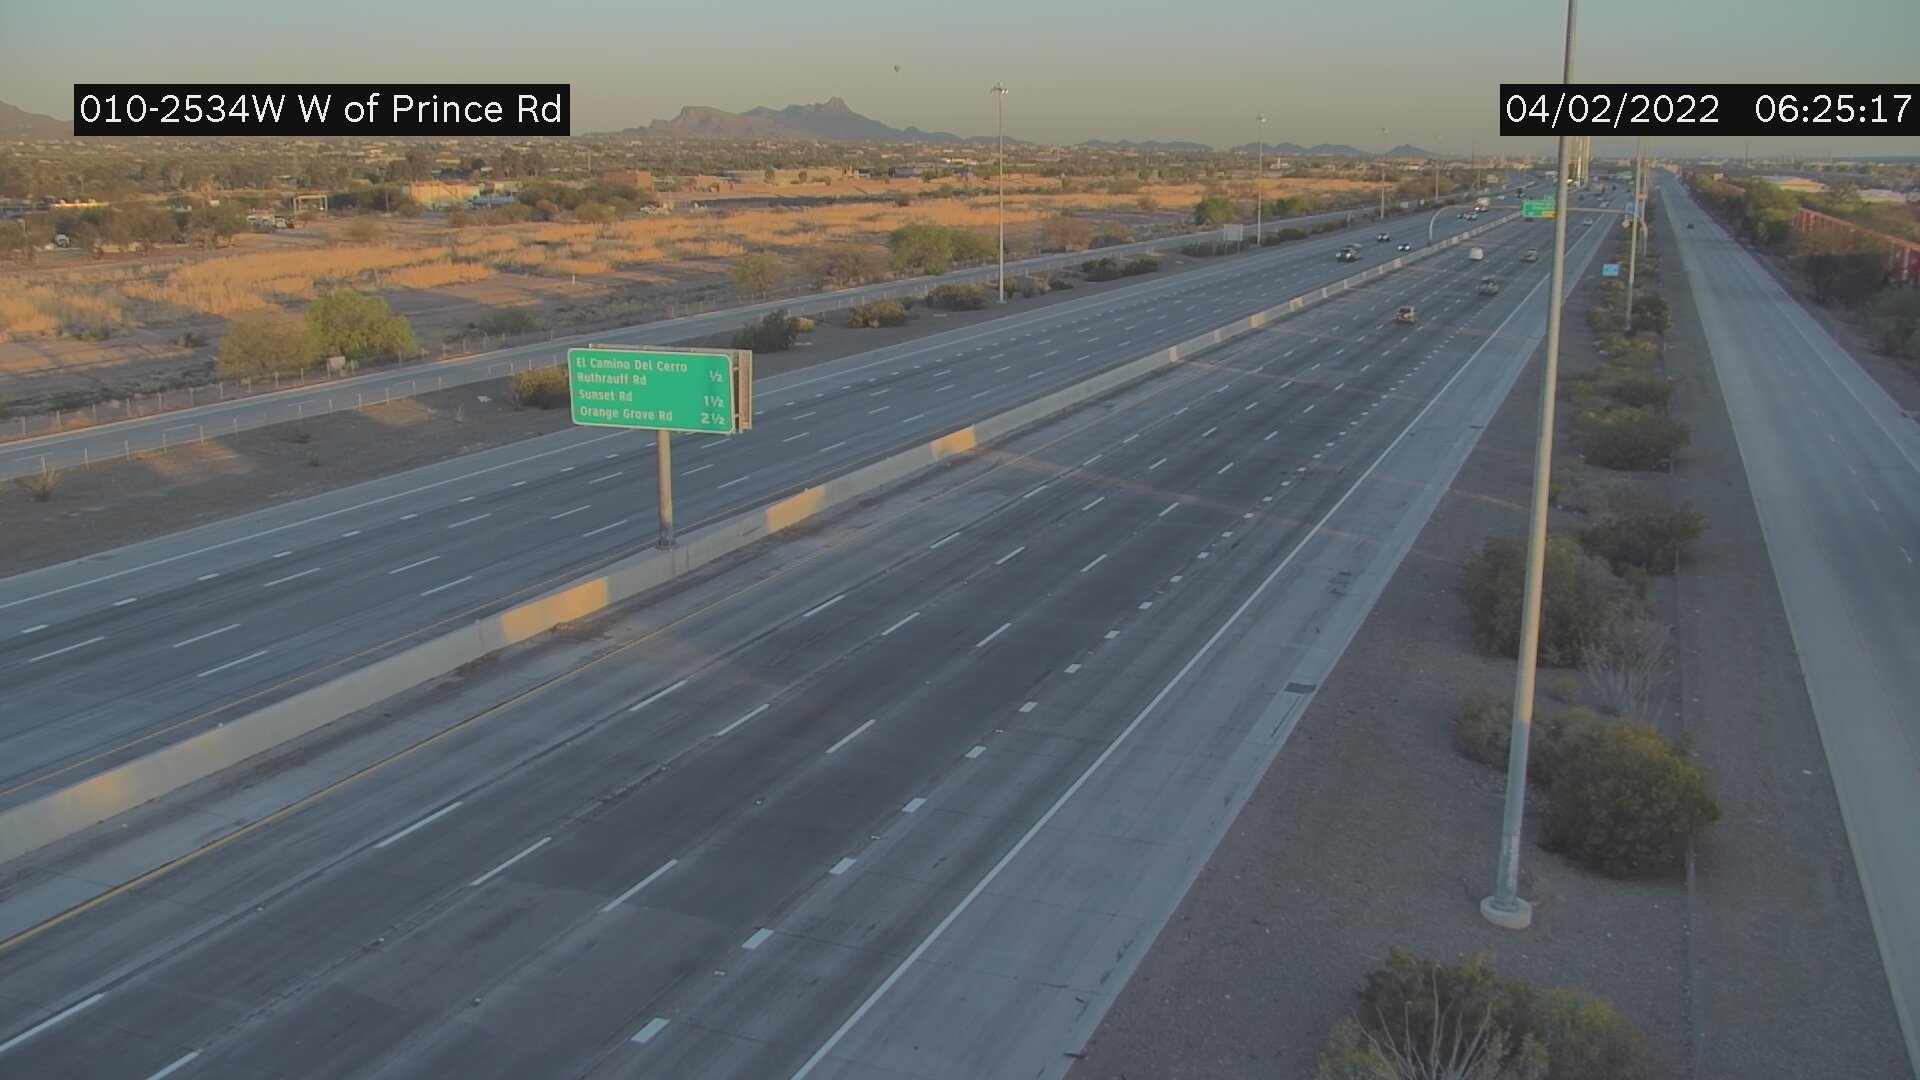 010-2534W W of Prince Rd
04/02/2022 06:25:17
El Camino Del Cerro
Ruthrauff Rd ½
Sunset Rd 1½
Orange Grove Rd 2½